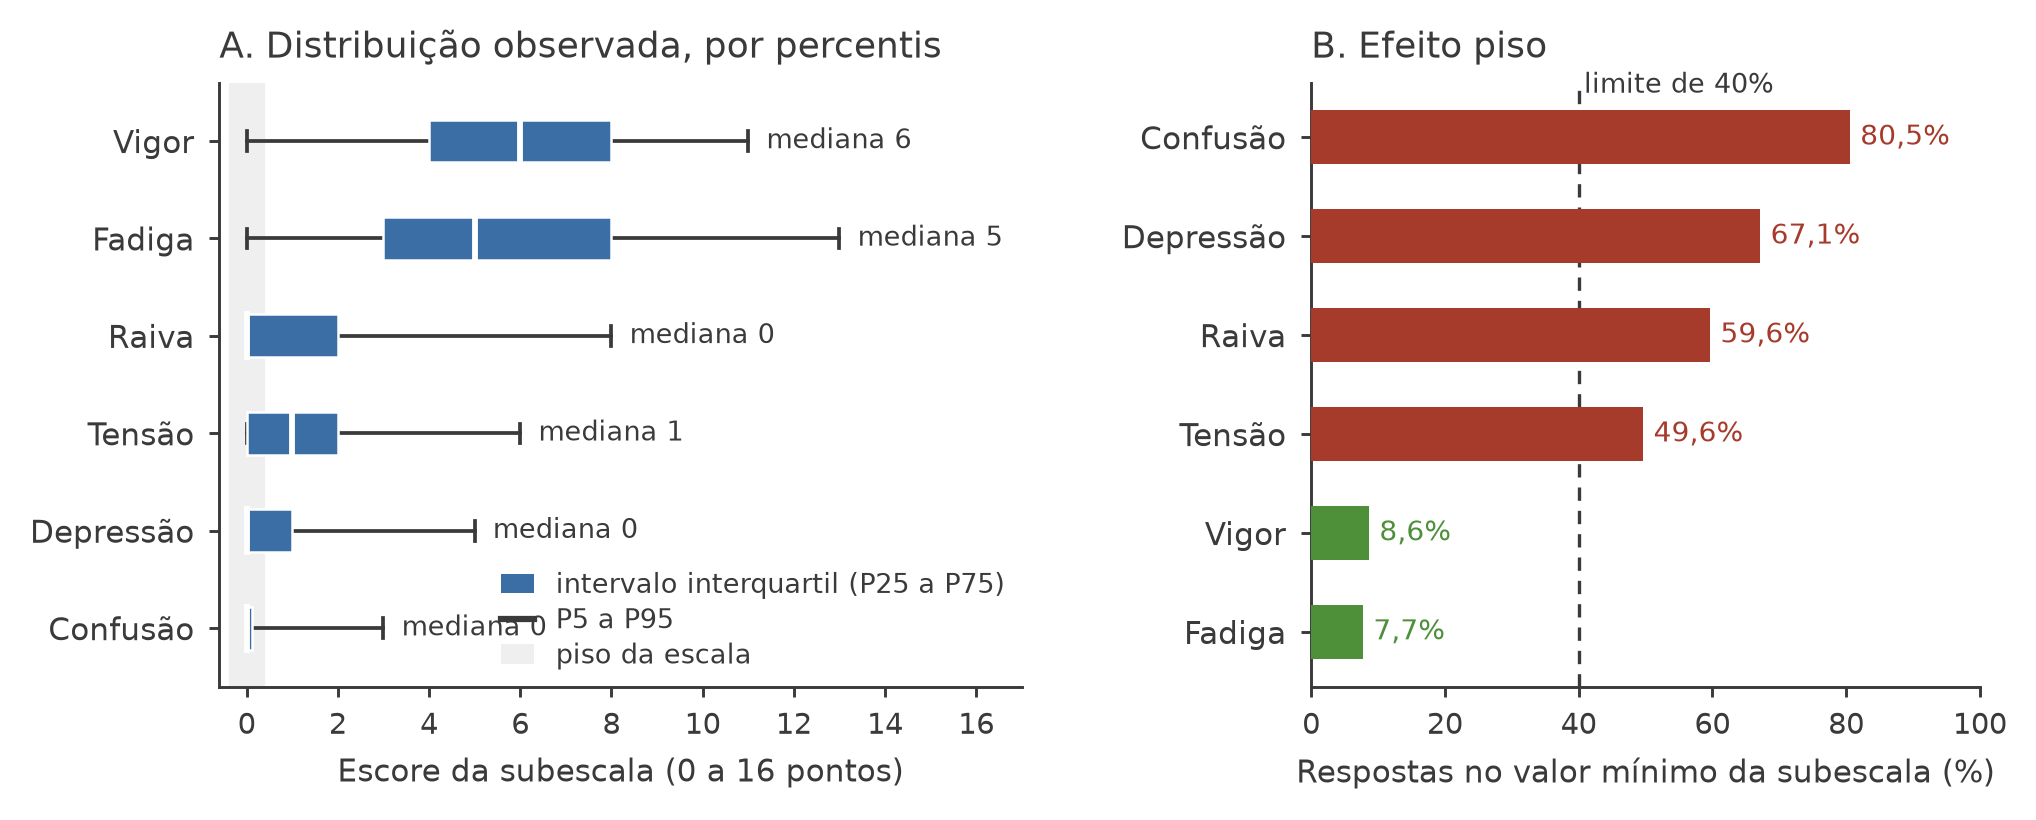 A. Distribuição observada, por percentis
Vigor
mediana 6
Fadiga
mediana 5
Raiva
mediana 0
Tensão
mediana 1
Depressão
mediana 0
Confusão
mediana 0
intervalo interquartil (P25 a P75)
P5 a P95
piso da escala
0 2 4 6 8 10 12 14 16
Escore da subescala (0 a 16 pontos)
B. Efeito piso
limite de 40%
Confusão
80,5%
Depressão
67,1%
Raiva
59,6%
Tensão
49,6%
Vigor
8,6%
Fadiga
7,7%
0 20 40 60 80 100
Respostas no valor mínimo da subescala (%)